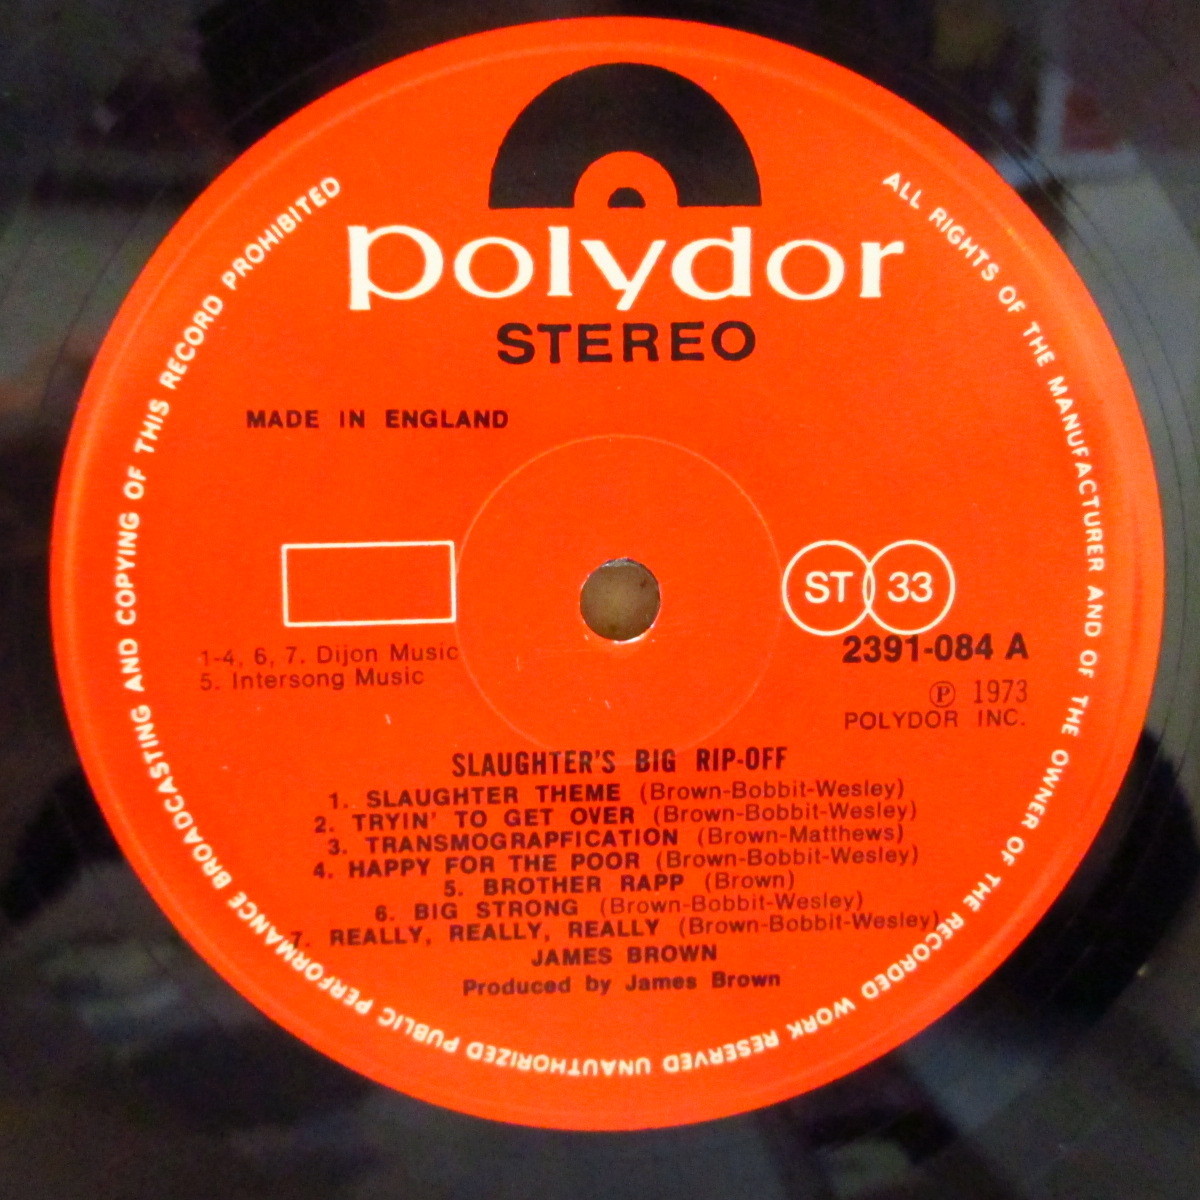 polydor
STEREO
MADE IN ENGLAND
ST 33
2391-084 A
1-4, 6, 7. Dijon Music
5. Intersong Music
Ⓟ 1973
POLYDOR INC.
SLAUGHTER'S BIG RIP-OFF
1. SLAUGHTER THEME (Brown-Bobbit-Wesley)
2. TRYIN' TO GET OVER (Brown-Bobbit-Wesley)
3. TRANSMOGRAPFICATION (Brown-Matthews)
4. HAPPY FOR THE POOR (Brown-Bobbit-Wesley)
5. BROTHER RAPP (Brown)
6. BIG STRONG (Brown-Bobbit-Wesley)
7. REALLY, REALLY, REALLY (Brown-Bobbit-Wesley)
JAMES BROWN
Produced by James Brown
ALL RIGHTS OF THE MANUFACTURER AND OF THE OWNER OF THE RECORDED WORK RESERVED UNAUTHORIZED PUBLIC PERFORMANCE BROADCASTING AND COPYING OF THIS RECORD PROHIBITED